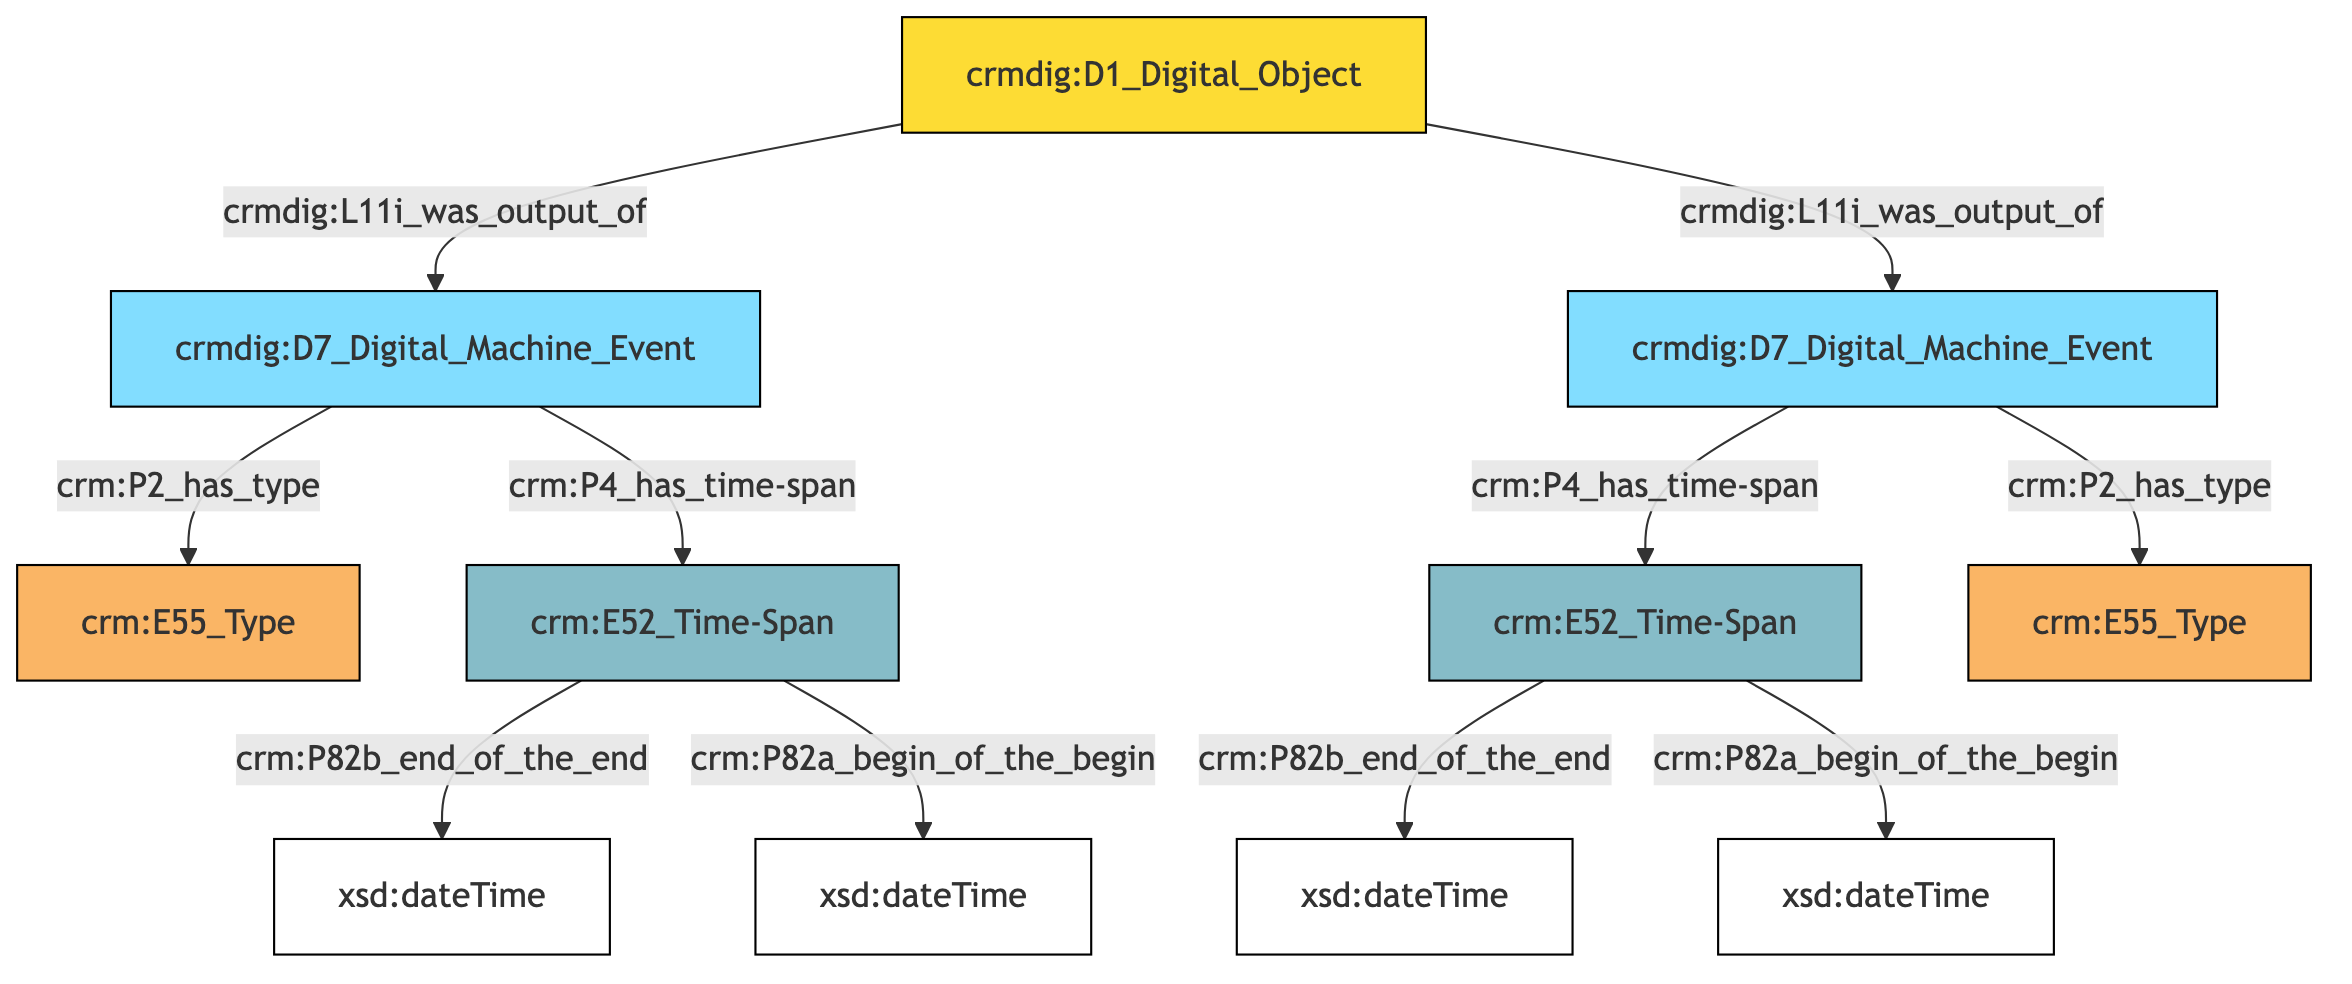 crmdig:D1_Digital_Object
crmdig:L11i_was_output_of
crmdig:L11i_was_output_of
crmdig:D7_Digital_Machine_Event
crmdig:D7_Digital_Machine_Event
crm:P2_has_type
crm:P4_has_time-span
crm:P4_has_time-span
crm:P2_has_type
crm:E55_Type
crm:E52_Time-Span
crm:E52_Time-Span
crm:E55_Type
crm:P82b_end_of_the_end
crm:P82a_begin_of_the_begin
crm:P82b_end_of_the_end
crm:P82a_begin_of_the_begin
xsd:dateTime
xsd:dateTime
xsd:dateTime
xsd:dateTime